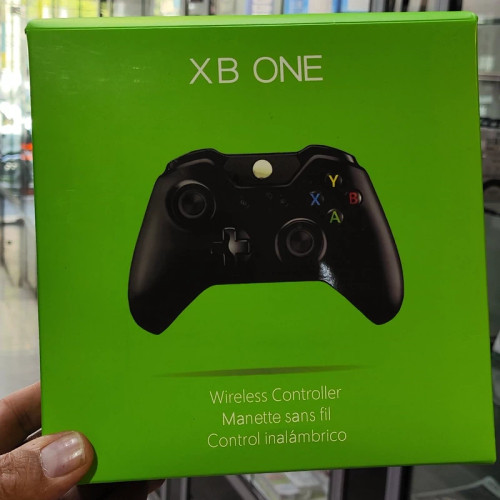 XB ONE
Y
X B
A
Wireless Controller
Manette sans fil
Control inalámbrico